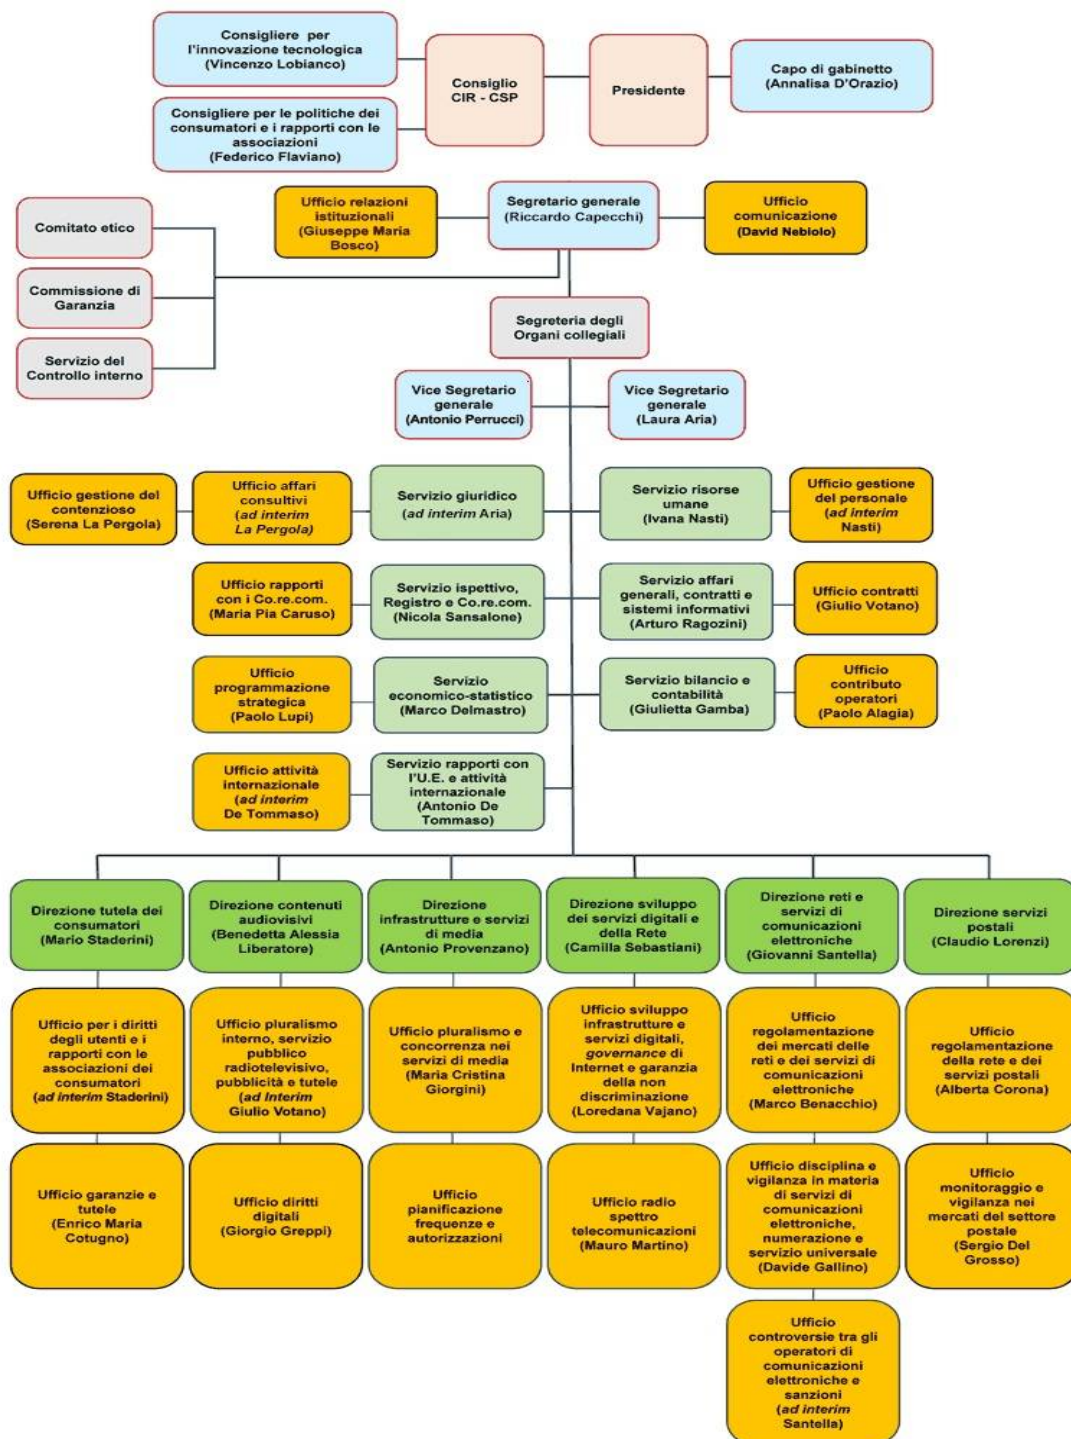 Consigliere per
l'innovazione tecnologica
(Vincenzo Lobianco)
Consigliere per le politiche dei
consumatori e i rapporti con le
associazioni
(Federico Flaviano)
Consiglio
CIR - CSP
Presidente
Capo di gabinetto
(Annalisa D'Orazio)
Ufficio relazioni
istituzionali
(Giuseppe Maria
Bosco)
Segretario generale
(Riccardo Capecchi)
Ufficio
comunicazione
(David Nebiolo)
Comitato etico
Commissione di
Garanzia
Servizio del
Controllo interno
Segreteria degli
Organi collegiali
Vice Segretario
generale
(Antonio Perrucci)
Vice Segretario
generale
(Laura Aria)
Ufficio gestione del
contenzioso
(Serena La Pergola)
Ufficio affari
consultivi
(ad interim
La Pergola)
Servizio giuridico
(ad interim Aria)
Servizio risorse
umane
(Ivana Nasti)
Ufficio gestione
del personale
(ad interim
Nasti)
Ufficio rapporti
con i Co.re.com.
(Maria Pia Caruso)
Servizio ispettivo,
Registro e Co.re.com.
(Nicola Sansalone)
Servizio affari
generali, contratti e
sistemi informativi
(Arturo Ragozini)
Ufficio contratti
(Giulio Votano)
Ufficio
programmazione
strategica
(Paolo Lupi)
Servizio
economico-statistico
(Marco Delmastro)
Servizio bilancio e
contabilità
(Giulietta Gamba)
Ufficio
contributo
operatori
(Paolo Alagia)
Ufficio attività
internazionale
(ad interim
De Tommaso)
Servizio rapporti con
l'U.E. e attività
internazionale
(Antonio De
Tommaso)
Direzione tutela dei
consumatori
(Mario Staderini)
Direzione contenuti
audiovisivi
(Benedetta Alessia
Liberatore)
Direzione
infrastrutture e servizi
di media
(Antonio Provenzano)
Direzione sviluppo
dei servizi digitali e
della Rete
(Camilla Sebastiani)
Direzione reti e
servizi di
comunicazioni
elettroniche
(Giovanni Santella)
Direzione servizi
postali
(Claudio Lorenzi)
Ufficio per i diritti
degli utenti e i
rapporti con le
associazioni dei
consumatori
(ad interim Staderini)
Ufficio pluralismo
interno, servizio
pubblico
radiotelevisivo,
pubblicità e tutele
(ad Interim
Giulio Votano)
Ufficio pluralismo e
concorrenza nei
servizi di media
(Maria Cristina
Giorgini)
Ufficio sviluppo
infrastrutture e
servizi digitali,
governance di
Internet e garanzia
della non
discriminazione
(Loredana Vajano)
Ufficio
regolamentazione
dei mercati delle
reti e dei servizi di
comunicazioni
elettroniche
(Marco Benacchio)
Ufficio
regolamentazione
della rete e dei
servizi postali
(Alberta Corona)
Ufficio garanzie e
tutele
(Enrico Maria
Cotugno)
Ufficio diritti
digitali
(Giorgio Greppi)
Ufficio
pianificazione
frequenze e
autorizzazioni
Ufficio radio
spettro
telecomunicazioni
(Mauro Martino)
Ufficio disciplina e
vigilanza in materia
di servizi di
comunicazioni
elettroniche,
numerazione e
servizio universale
(Davide Gallino)
Ufficio
monitoraggio e
vigilanza nei
mercati del settore
postale
(Sergio Del
Grosso)
Ufficio
controversie tra gli
operatori di
comunicazioni
elettroniche e
sanzioni
(ad interim
Santella)